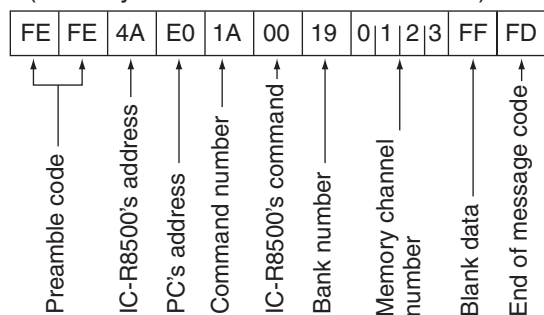 FE FE 4A E0 1A 00 19 0 1 2 3 FF FD
Preamble code
IC-R8500's address
PC's address
Command number
IC-R8500's command
Bank number
Memory channel
number
Blank data
End of message code